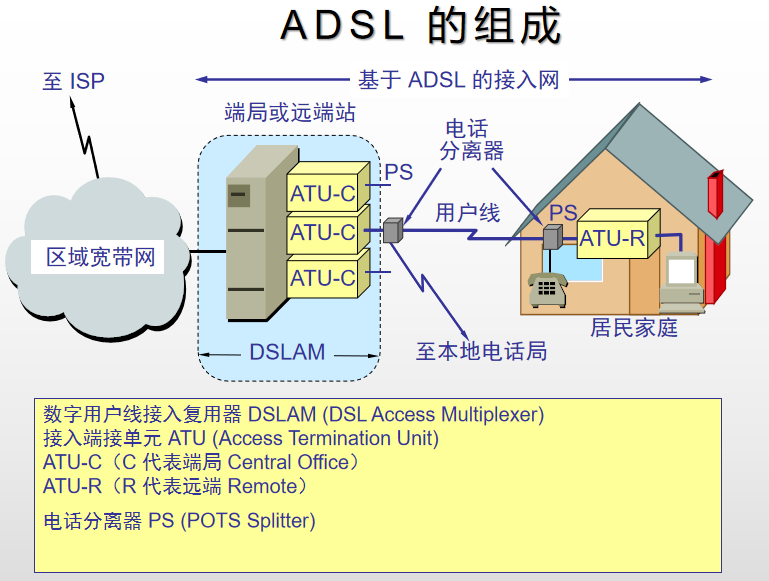 ADSL 的组成
至 ISP
基于 ADSL 的接入网
端局或远端站
电话
分离器
PS
ATU-C
用户线
PS
ATU-C
ATU-R
区域宽带网
ATU-C
居民家庭
DSLAM
至本地电话局
数字用户线接入复用器 DSLAM (DSL Access Multiplexer)
接入端接单元 ATU (Access Termination Unit)
ATU-C（C 代表端局 Central Office）
ATU-R（R 代表远端 Remote）
电话分离器 PS (POTS Splitter)